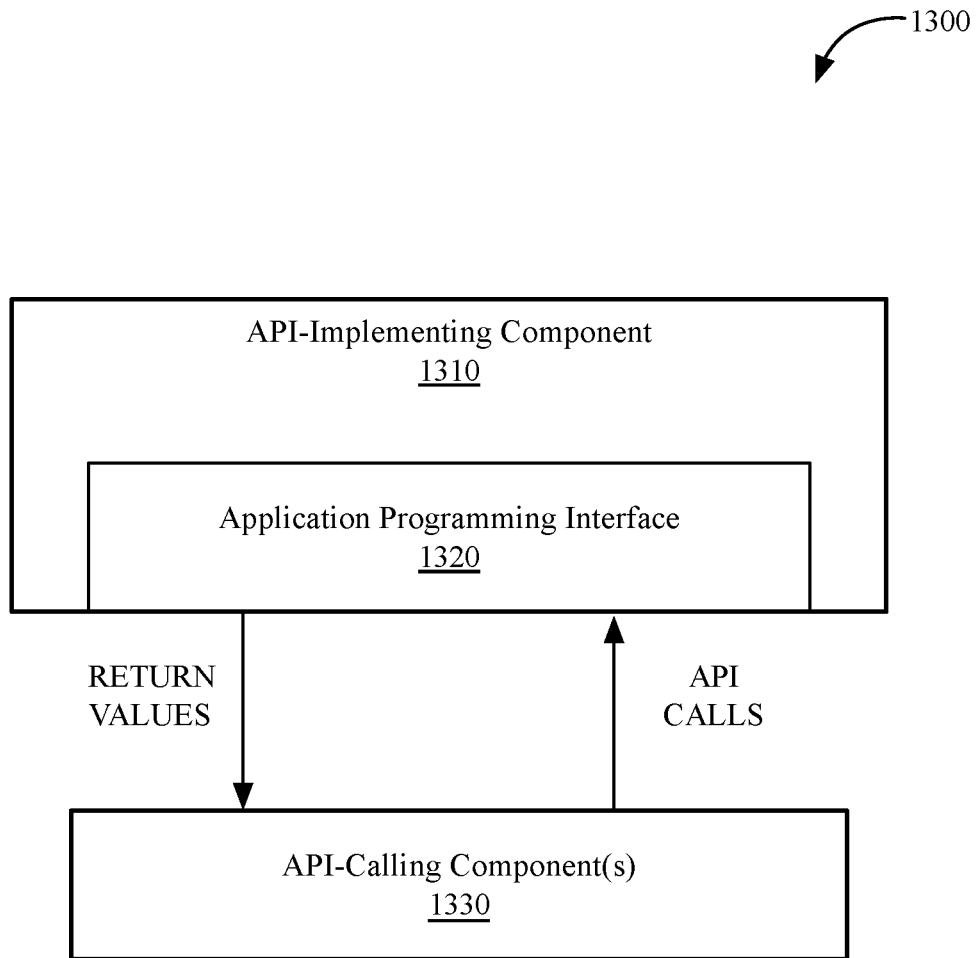 1300
API-Implementing Component
1310
Application Programming Interface
1320
RETURN
VALUES
API
CALLS
API-Calling Component(s)
1330